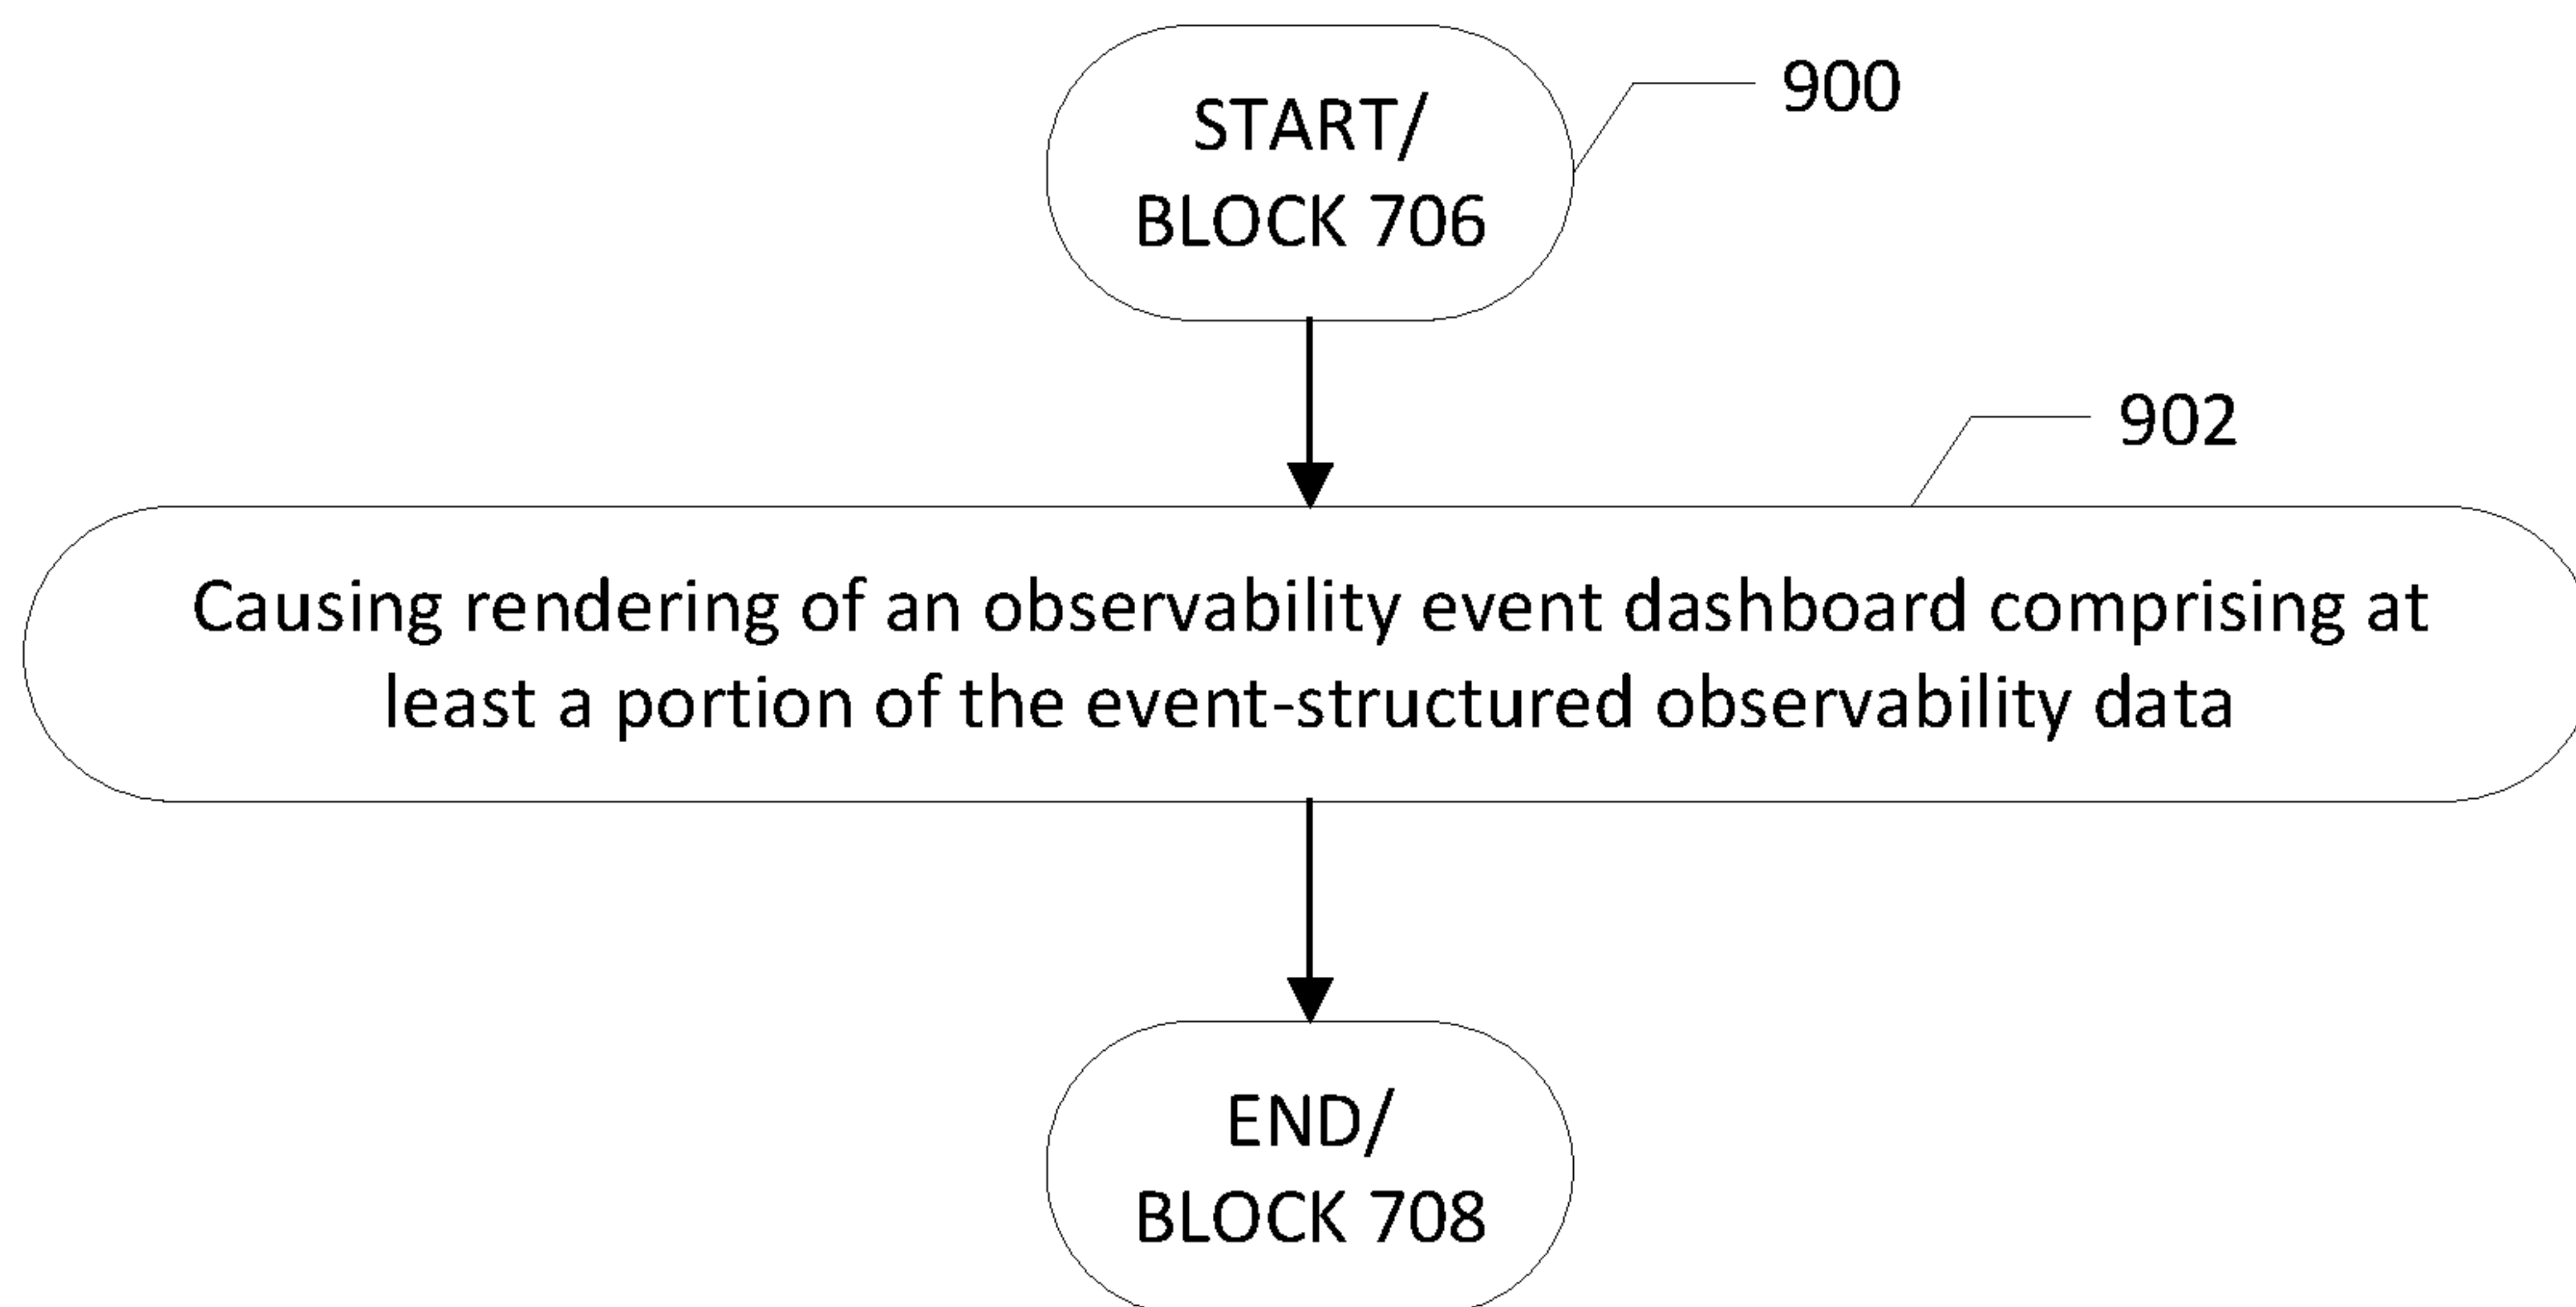 START/
BLOCK 706
900
902
Causing rendering of an observability event dashboard comprising at
least a portion of the event-structured observability data
END/
BLOCK 708